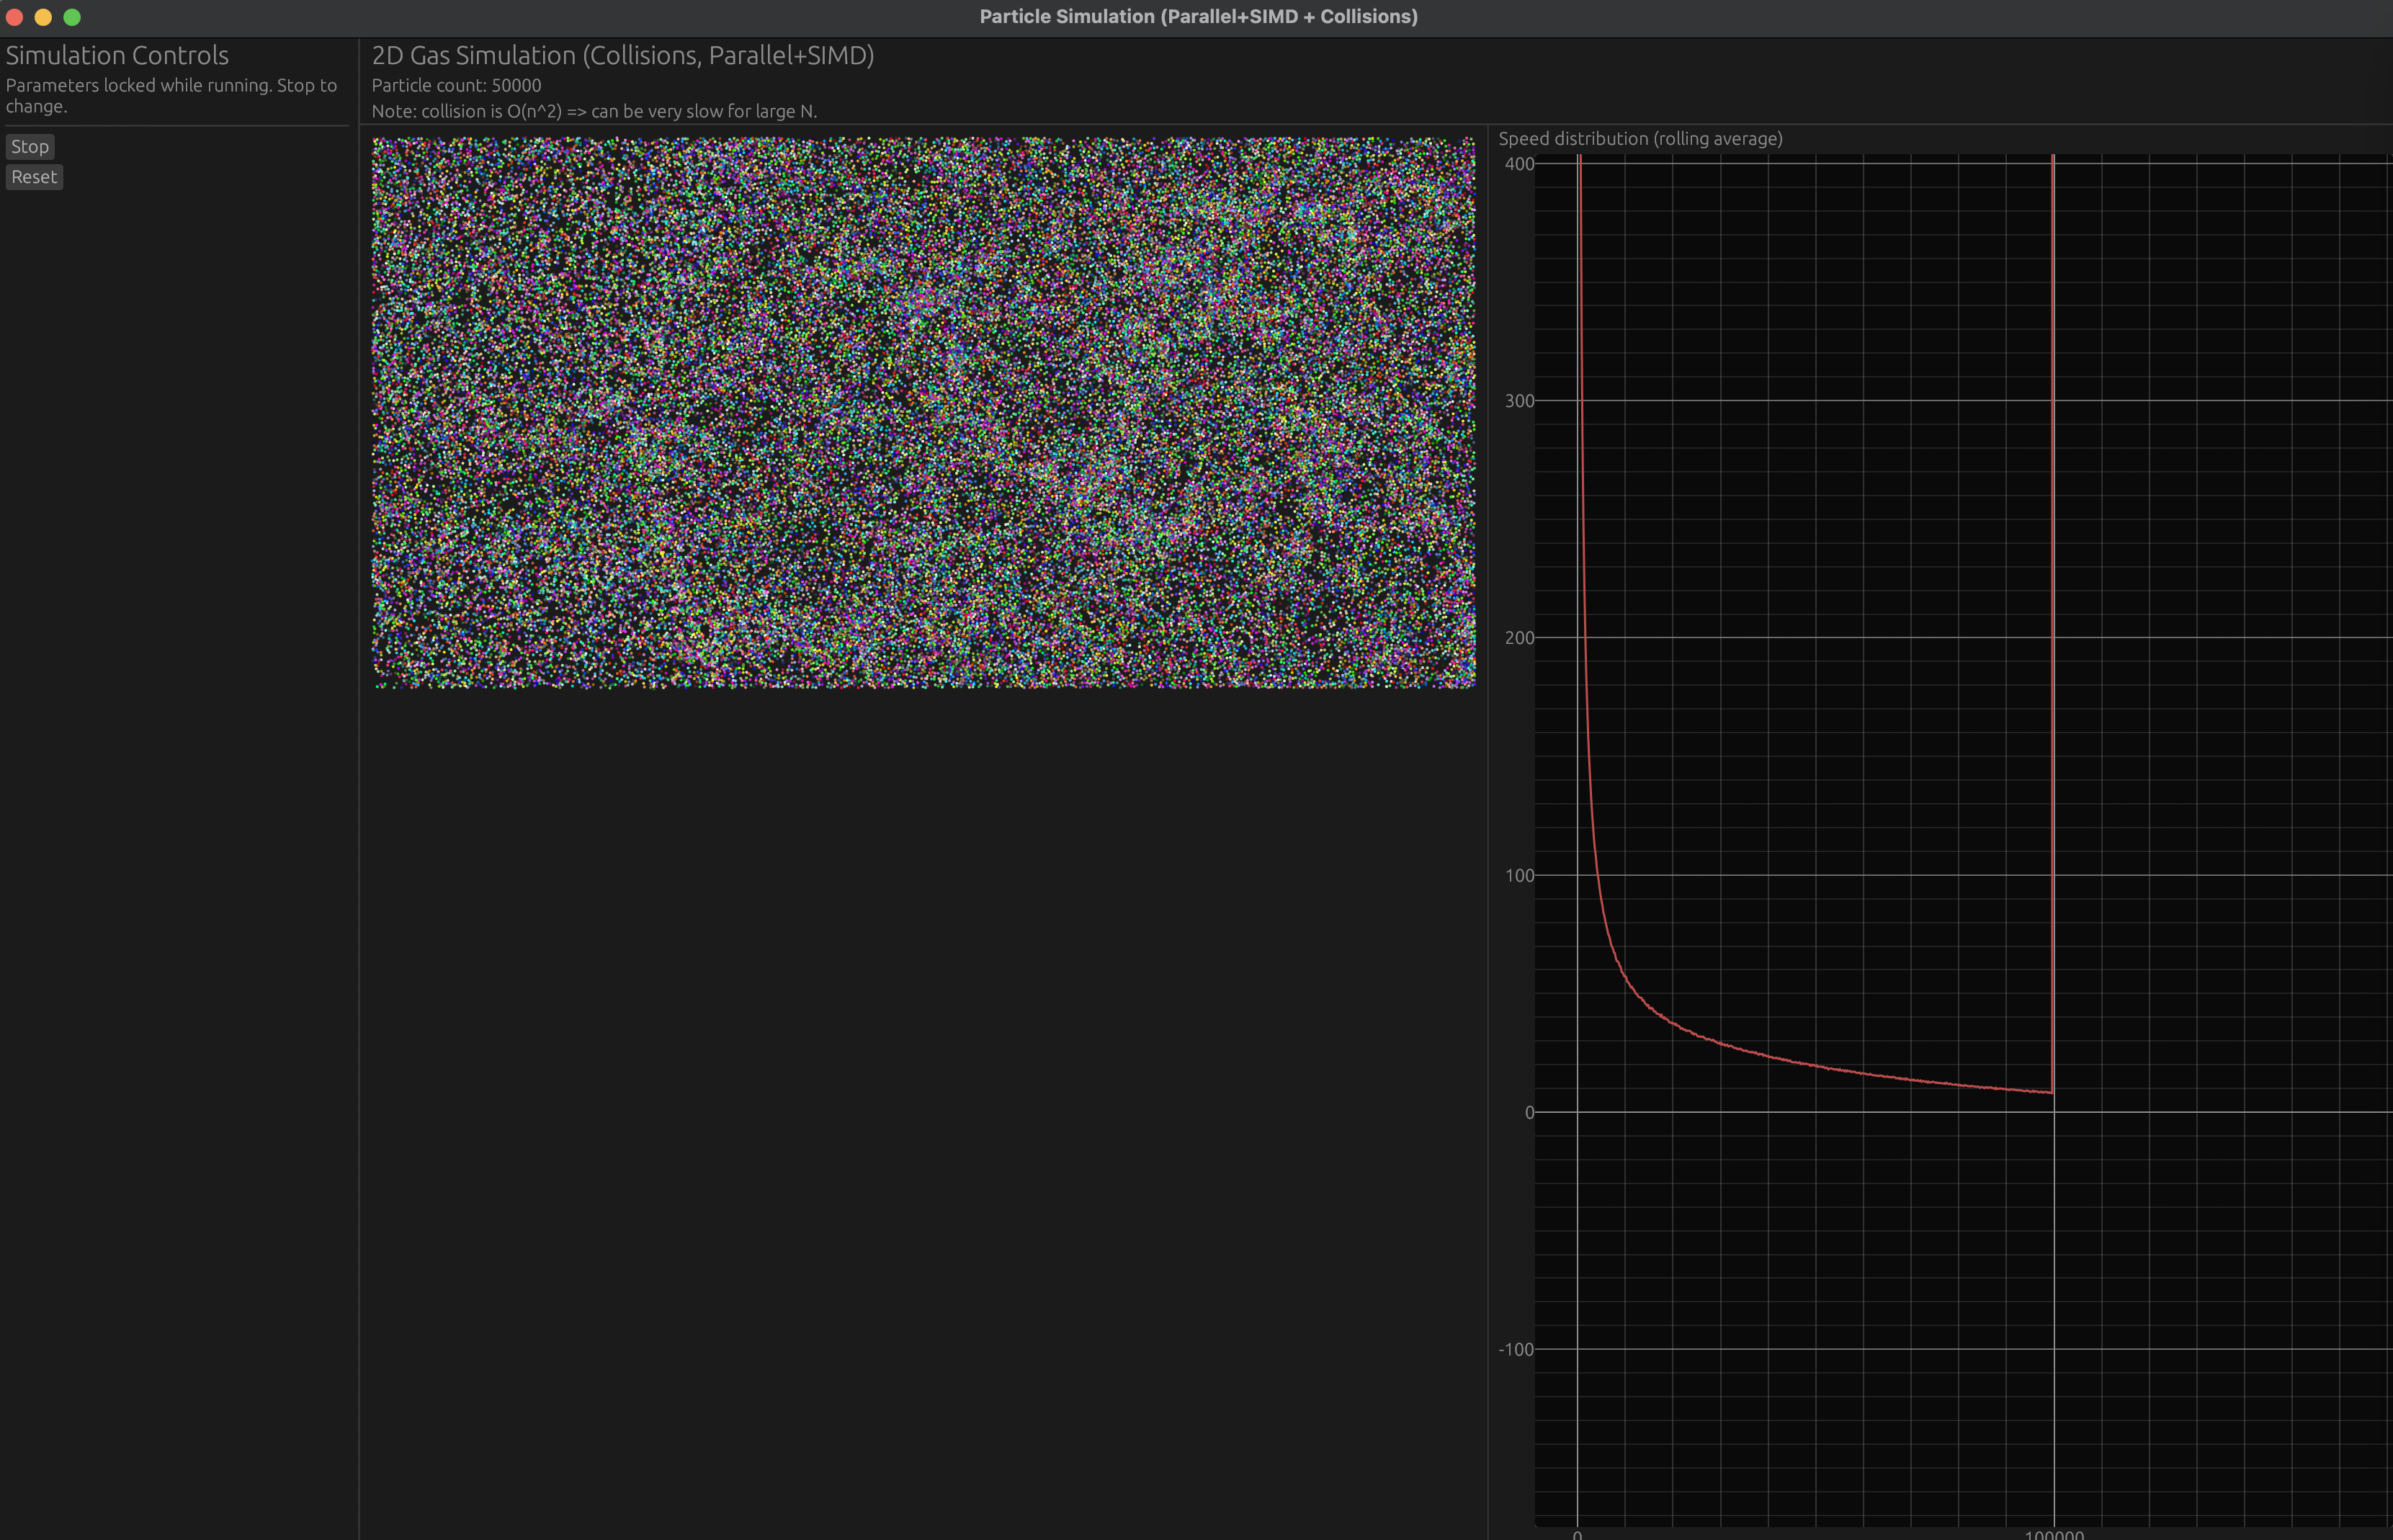 Particle Simulation (Parallel+SIMD + Collisions)
Simulation Controls
Parameters locked while running. Stop to
change.
Stop
Reset
2D Gas Simulation (Collisions, Parallel+SIMD)
Particle count: 50000
Note: collision is O(n^2) => can be very slow for large N.
Speed distribution (rolling average)
400
300
200
100
0
-100
0
100000